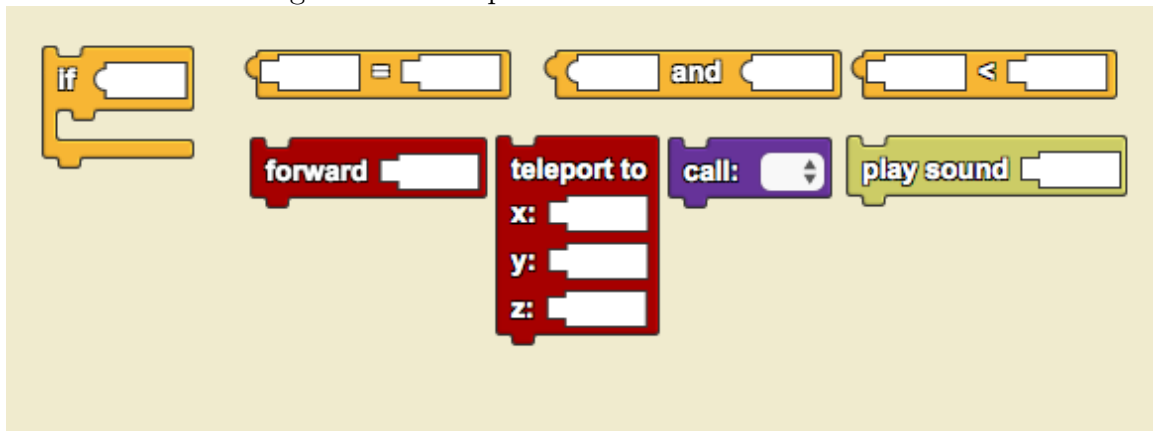 if
=
and
<
forward
teleport to
x:
y:
z:
call:
play sound